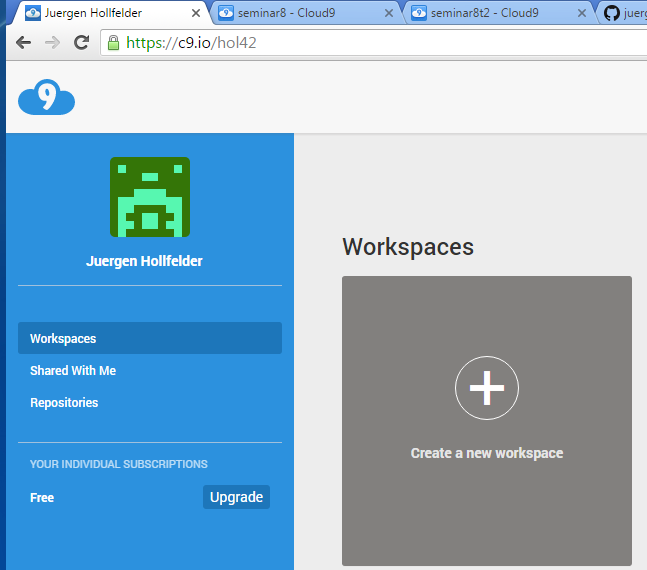 Juergen Hollfelder
seminar8 - Cloud9
seminar8t2 - Cloud9
https://c9.io/hol42
9
Juergen Hollfelder
Workspaces
Shared With Me
Repositories
YOUR INDIVIDUAL SUBSCRIPTIONS
Free
Upgrade
Workspaces
Create a new workspace